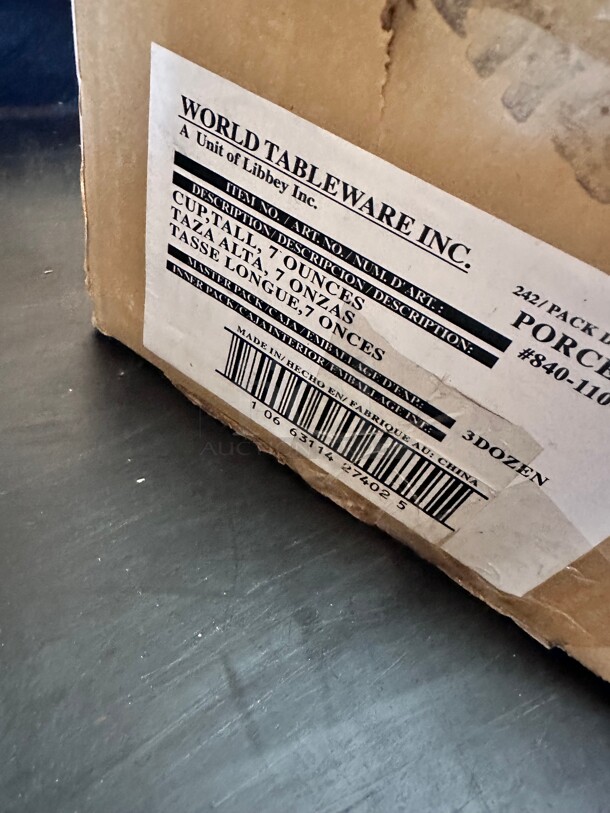 WORLD TABLEWARE INC.
A Unit of Libbey Inc.
ITEM NO. / ART. NO. / NUM. D'ART.:
DESCRIPTION/DESCRIPCION/DESCRIPTION:
CUP,TALL, 7 OUNCES
TAZA ALTA, 7 ONZAS
TASSE LONGUE,7 ONCES
MASTER PACK/CAJA/EMBALLAGE D'EXP:
INNER PACK/CAJA INTERIOR/EMBALLAGE INT:
3DOZEN
MADE IN/ HECHO EN/ FABRIQUE AU: CHINA
1 06 63114 27402 5
242/PACK
PORCE
#840-110
AUCTION